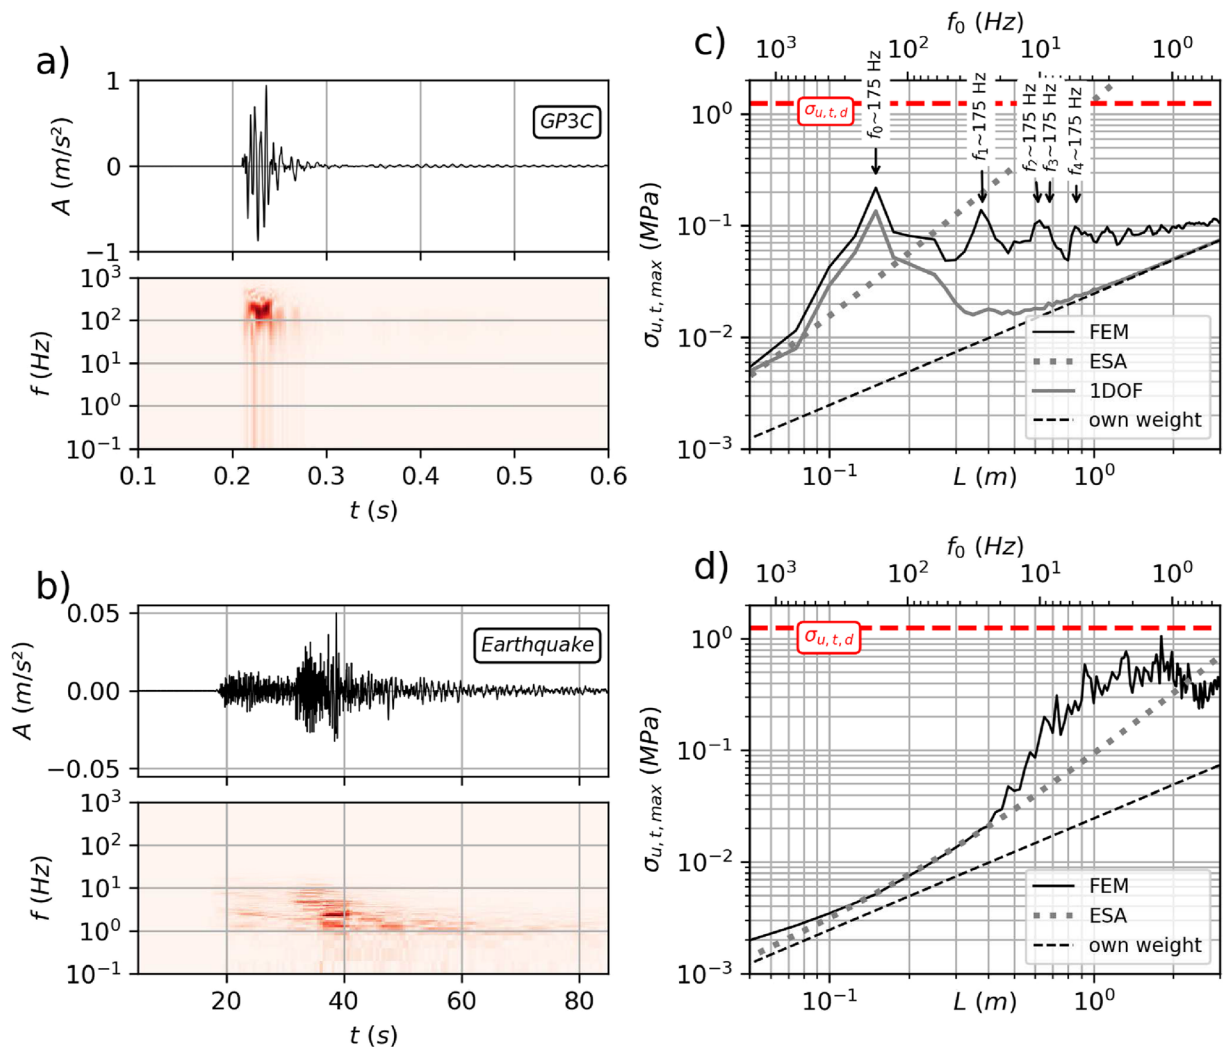 a)
1
0
−1
A (m/s²)
GP3C
10³
10²
10¹
10⁰
10⁻¹
f (Hz)
0.1 0.2 0.3 0.4 0.5 0.6
t (s)
b)
0.05
0.00
−0.05
A (m/s²)
Earthquake
10³
10²
10¹
10⁰
10⁻¹
f (Hz)
20 40 60 80
t (s)
c)
f₀ (Hz)
10³ 10² 10¹ 10⁰
σu,t,d
f₀~175 Hz
f₁~175 Hz
f₂~175 Hz
f₃~175 Hz
f₄~175 Hz
10⁰
10⁻¹
10⁻²
10⁻³
σu,t,max (MPa)
FEM
ESA
1DOF
own weight
10⁻¹ 10⁰
L (m)
d)
f₀ (Hz)
10³ 10² 10¹ 10⁰
σu,t,d
10⁰
10⁻¹
10⁻²
10⁻³
σu,t,max (MPa)
FEM
ESA
own weight
10⁻¹ 10⁰
L (m)